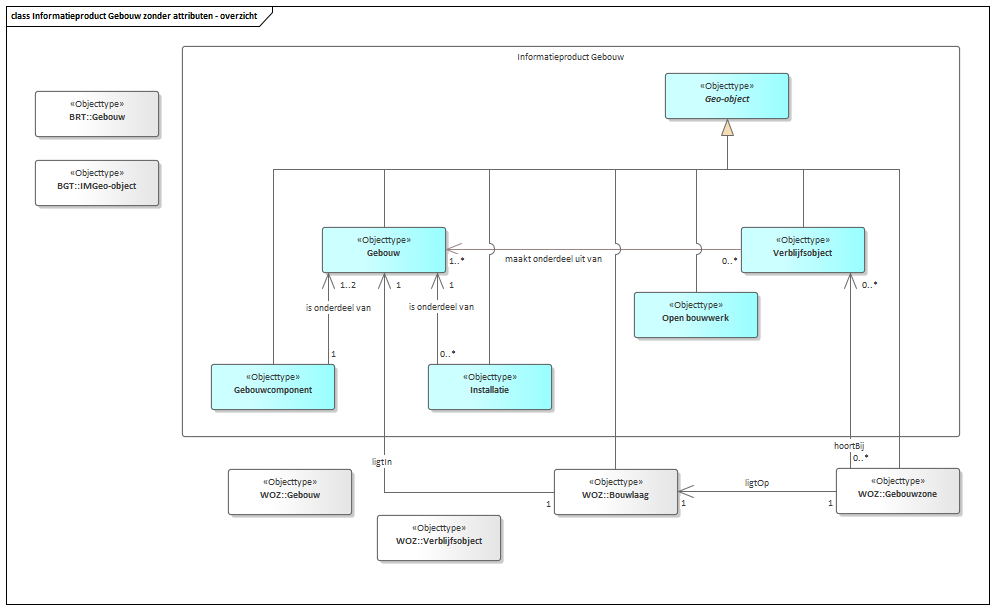 class Informatieproduct Gebouw zonder attributen - overzicht
Informatieproduct Gebouw
«Objecttype»
Geo-object
«Objecttype»
BRT::Gebouw
«Objecttype»
BGT::IMGeo-object
«Objecttype»
Gebouw
«Objecttype»
Verblijfsobject
1..*
maakt onderdeel uit van
0..*
1..2
1
1
0..*
is onderdeel van
is onderdeel van
«Objecttype»
Open bouwwerk
1
0..*
«Objecttype»
Gebouwcomponent
«Objecttype»
Installatie
hoortBij
0..*
ligtIn
«Objecttype»
WOZ::Gebouw
«Objecttype»
WOZ::Bouwlaag
ligtOp
«Objecttype»
WOZ::Gebouwzone
1
1
1
«Objecttype»
WOZ::Verblijfsobject